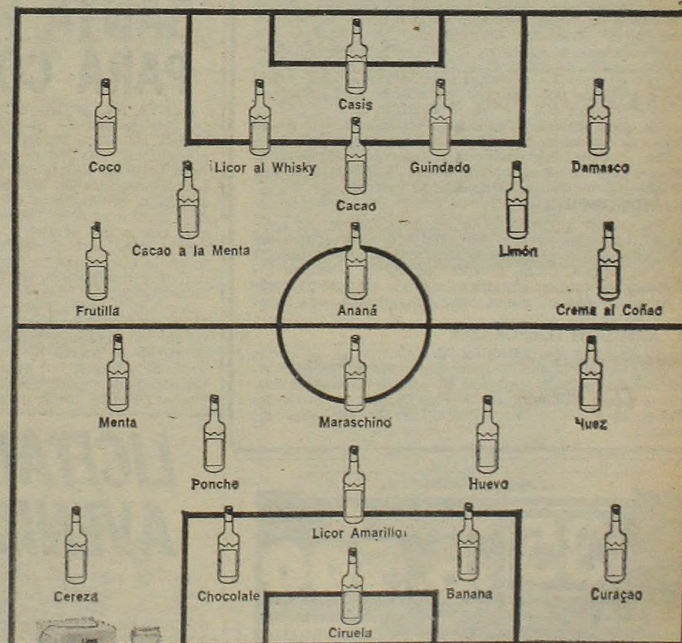 Casis
Coco
Licor al Whisky
Guindado
Damasco
Cacao
Cacao a la Menta
Limón
Frutilla
Ananá
Crema al Coñac
Menta
Maraschino
Nuez
Ponche
Huevo
Licor Amarillo
Cereza
Chocolate
Banana
Curaçao
Ciruela